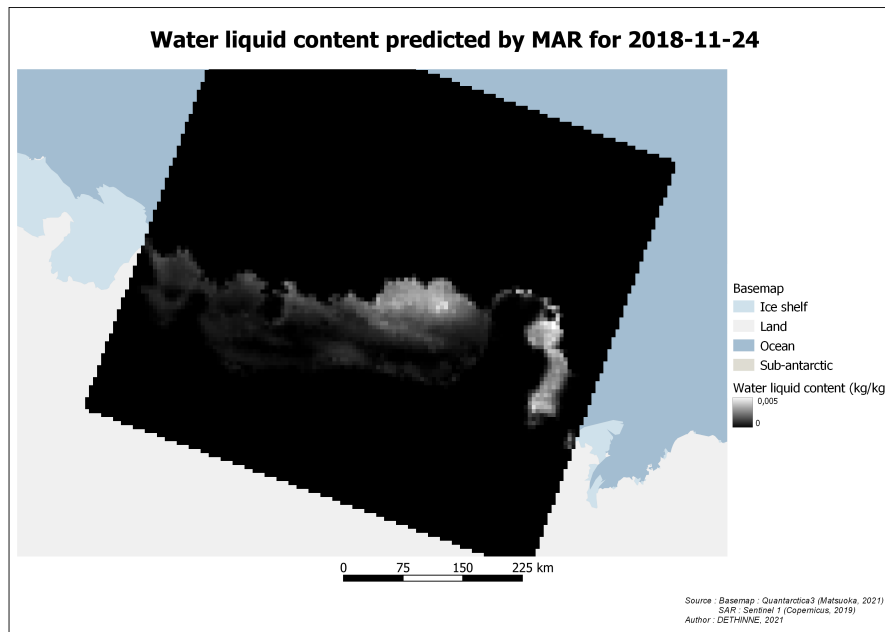 Water liquid content predicted by MAR for 2018-11-24
Basemap
Ice shelf
Land
Ocean
Sub-antarctic
Water liquid content (kg/kg
0,005
0
0 75 150 225 km
Source : Basemap : Quantarctica3 (Matsuoka, 2021)
SAR : Sentinel 1 (Copernicus, 2019)
Author : DETHINNE, 2021